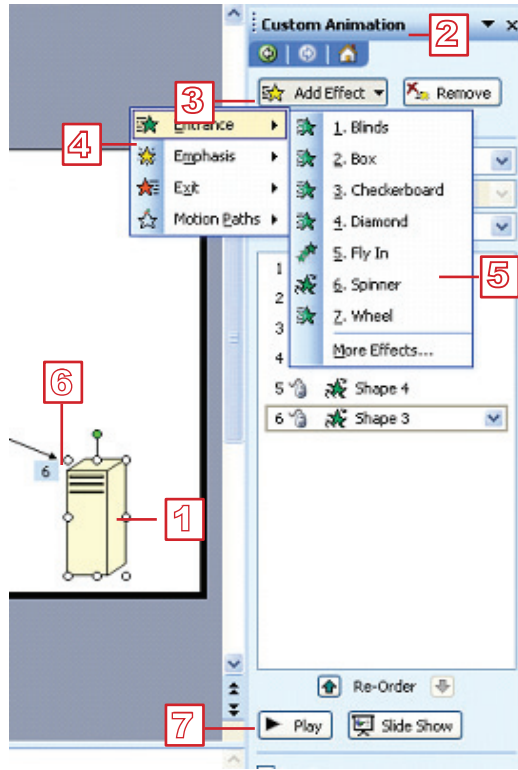 Custom Animation
2
3
Add Effect
Remove
4
Entrance
Emphasis
Exit
Motion Paths
1. Blinds
2. Box
3. Checkerboard
4. Diamond
5. Fly In
6. Spinner
7. Wheel
More Effects...
5
1
2
3
4
5 Shape 4
6 Shape 3
6
6
1
Re-Order
7
Play
Slide Show